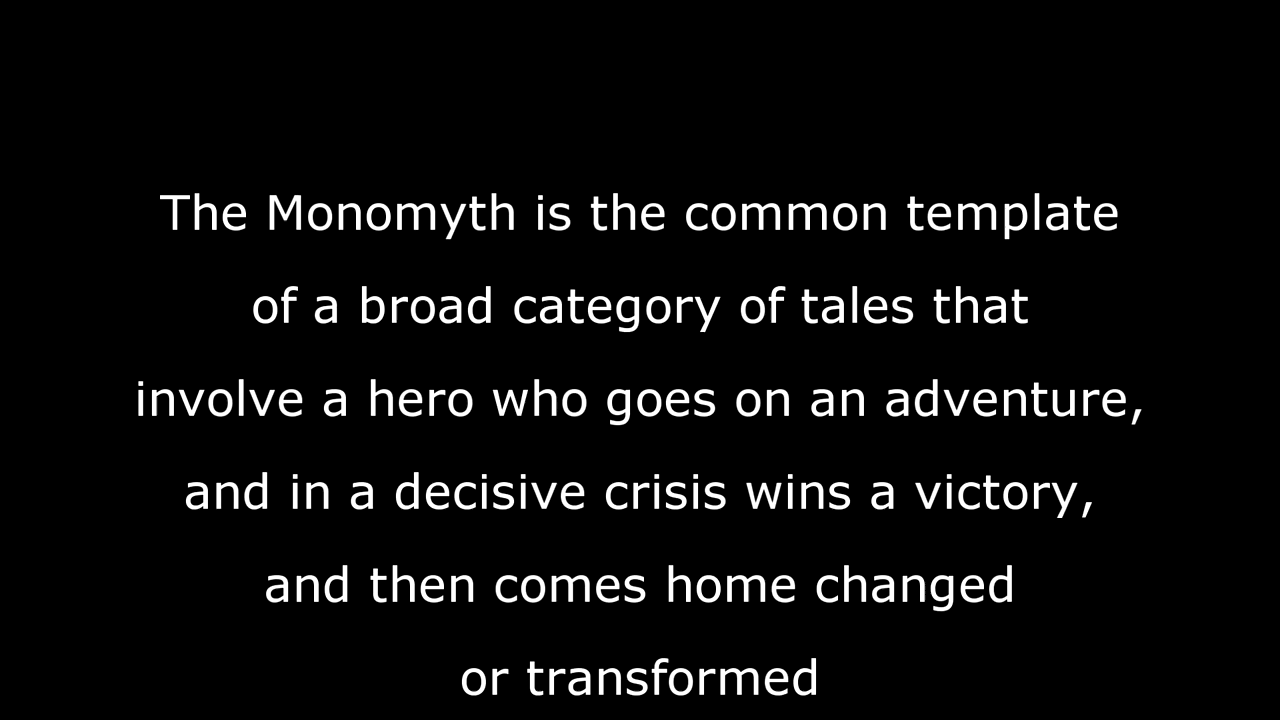 The Monomyth is the common template
of a broad category of tales that
involve a hero who goes on an adventure,
and in a decisive crisis wins a victory,
and then comes home changed
or transformed